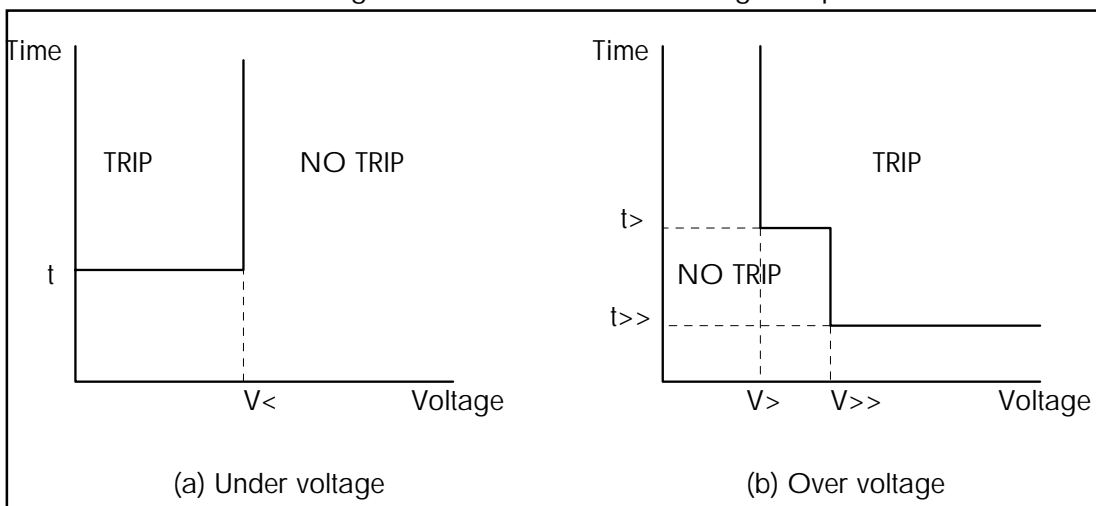 Time
TRIP
NO TRIP
t
V<
Voltage
(a) Under voltage
Time
TRIP
t>
NO TRIP
t>>
V>
V>>
Voltage
(b) Over voltage